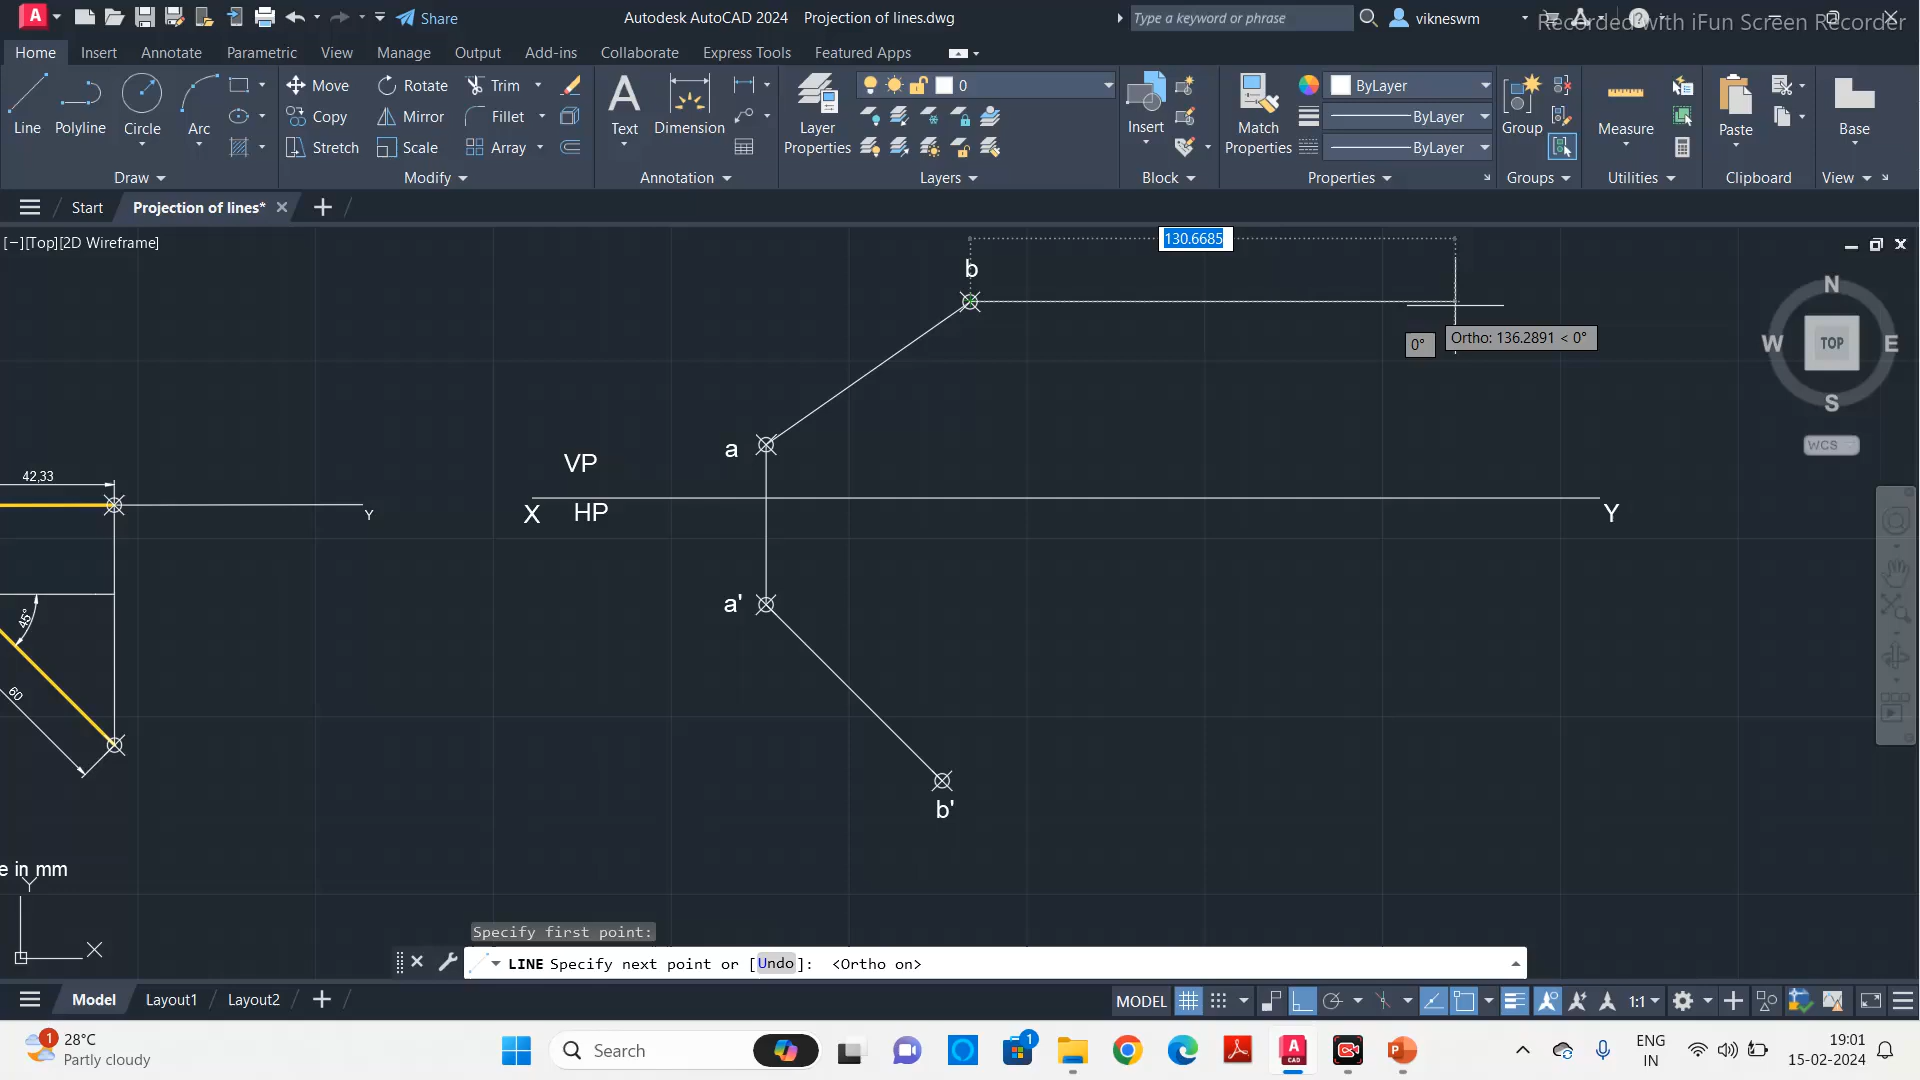 Share
Autodesk AutoCAD 2024 Projection of lines.dwg
Type a keyword or phrase
vikneswm
Recorded with iFun Screen Recorder
Home Insert Annotate Parametric View Manage Output Add-ins Collaborate Express Tools Featured Apps
Line Polyline Circle Arc
Move Rotate Trim
Copy Mirror Fillet
Stretch Scale Array
Text Dimension
Layer Properties
0
Insert
Match Properties
ByLayer
ByLayer
ByLayer
Group
Measure
Paste
Base
Draw Modify Annotation Layers Block Properties Groups Utilities Clipboard View
Start Projection of lines*
[−][Top][2D Wireframe]
130.6685
b
N
W TOP E
S
WCS
0° Ortho: 136.2891 < 0°
a
VP
X HP
Y
42,33
Y
45°
60
a'
b'
e in mm
Y
X
Specify first point:
LINE Specify next point or [Undo]: <Ortho on>
Model Layout1 Layout2
MODEL
1:1
1
28°C
Partly cloudy
Search
1
A
CAD
P
ENG
IN
19:01
15-02-2024